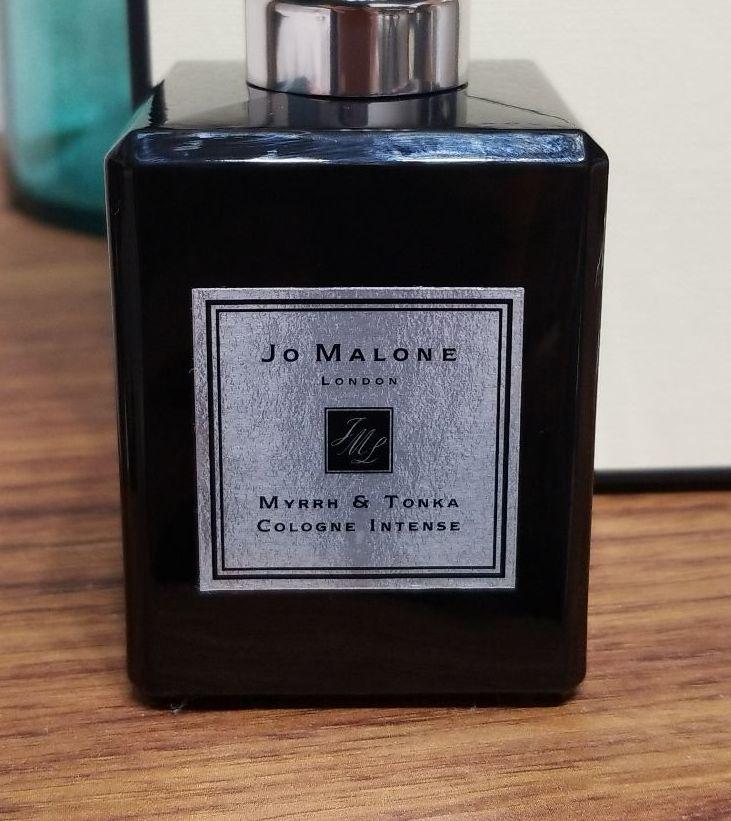 Jo Malone
London
JML
Myrrh & Tonka
Cologne Intense